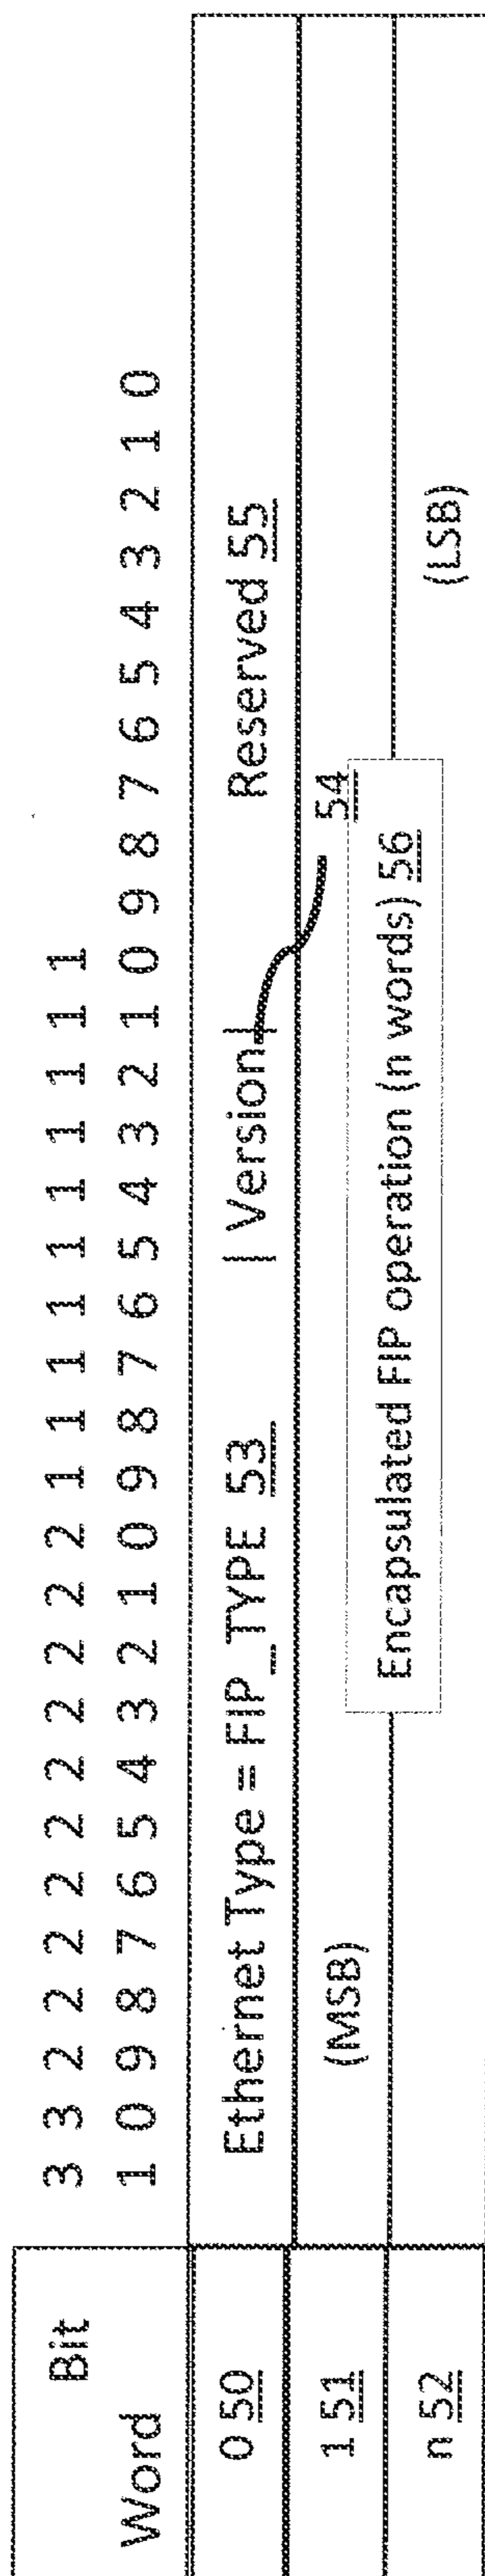 Bit 3 3 2 2 2 2 2 2 2 2 2 2 1 1 1 1 1 1 1 1 1 1
Word 1 0 9 8 7 6 5 4 3 2 1 0 9 8 7 6 5 4 3 2 1 0 9 8 7 6 5 4 3 2 1 0
0 50 Ethernet Type = FIP_TYPE 53 | Version | Reserved 55
54
1 51 (MSB)
Encapsulated FIP operation (n words) 56
n 52 (LSB)